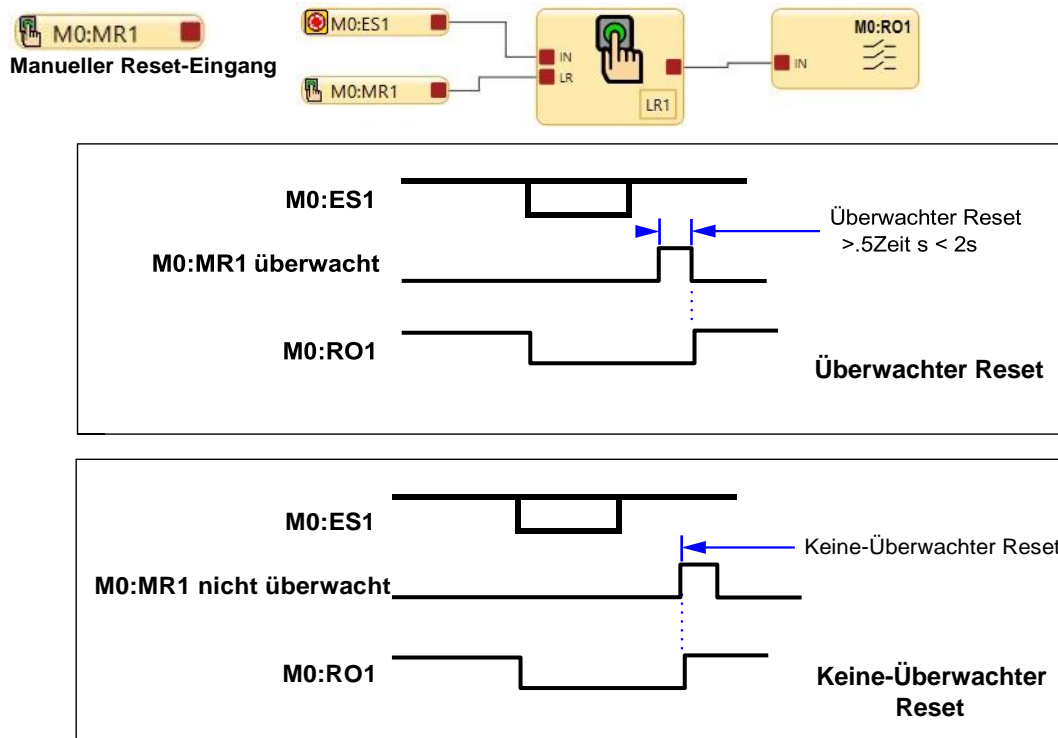 M0:MR1
Manueller Reset-Eingang
M0:ES1
M0:MR1
IN
LR
LR1
M0:RO1
IN
M0:ES1
M0:MR1 überwacht
M0:RO1
Überwachter Reset
>.5Zeit s < 2s
Überwachter Reset
M0:ES1
M0:MR1 nicht überwacht
M0:RO1
Keine-Überwachter Reset
Keine-Überwachter
Reset